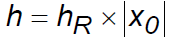 h = h_R × |x_0|